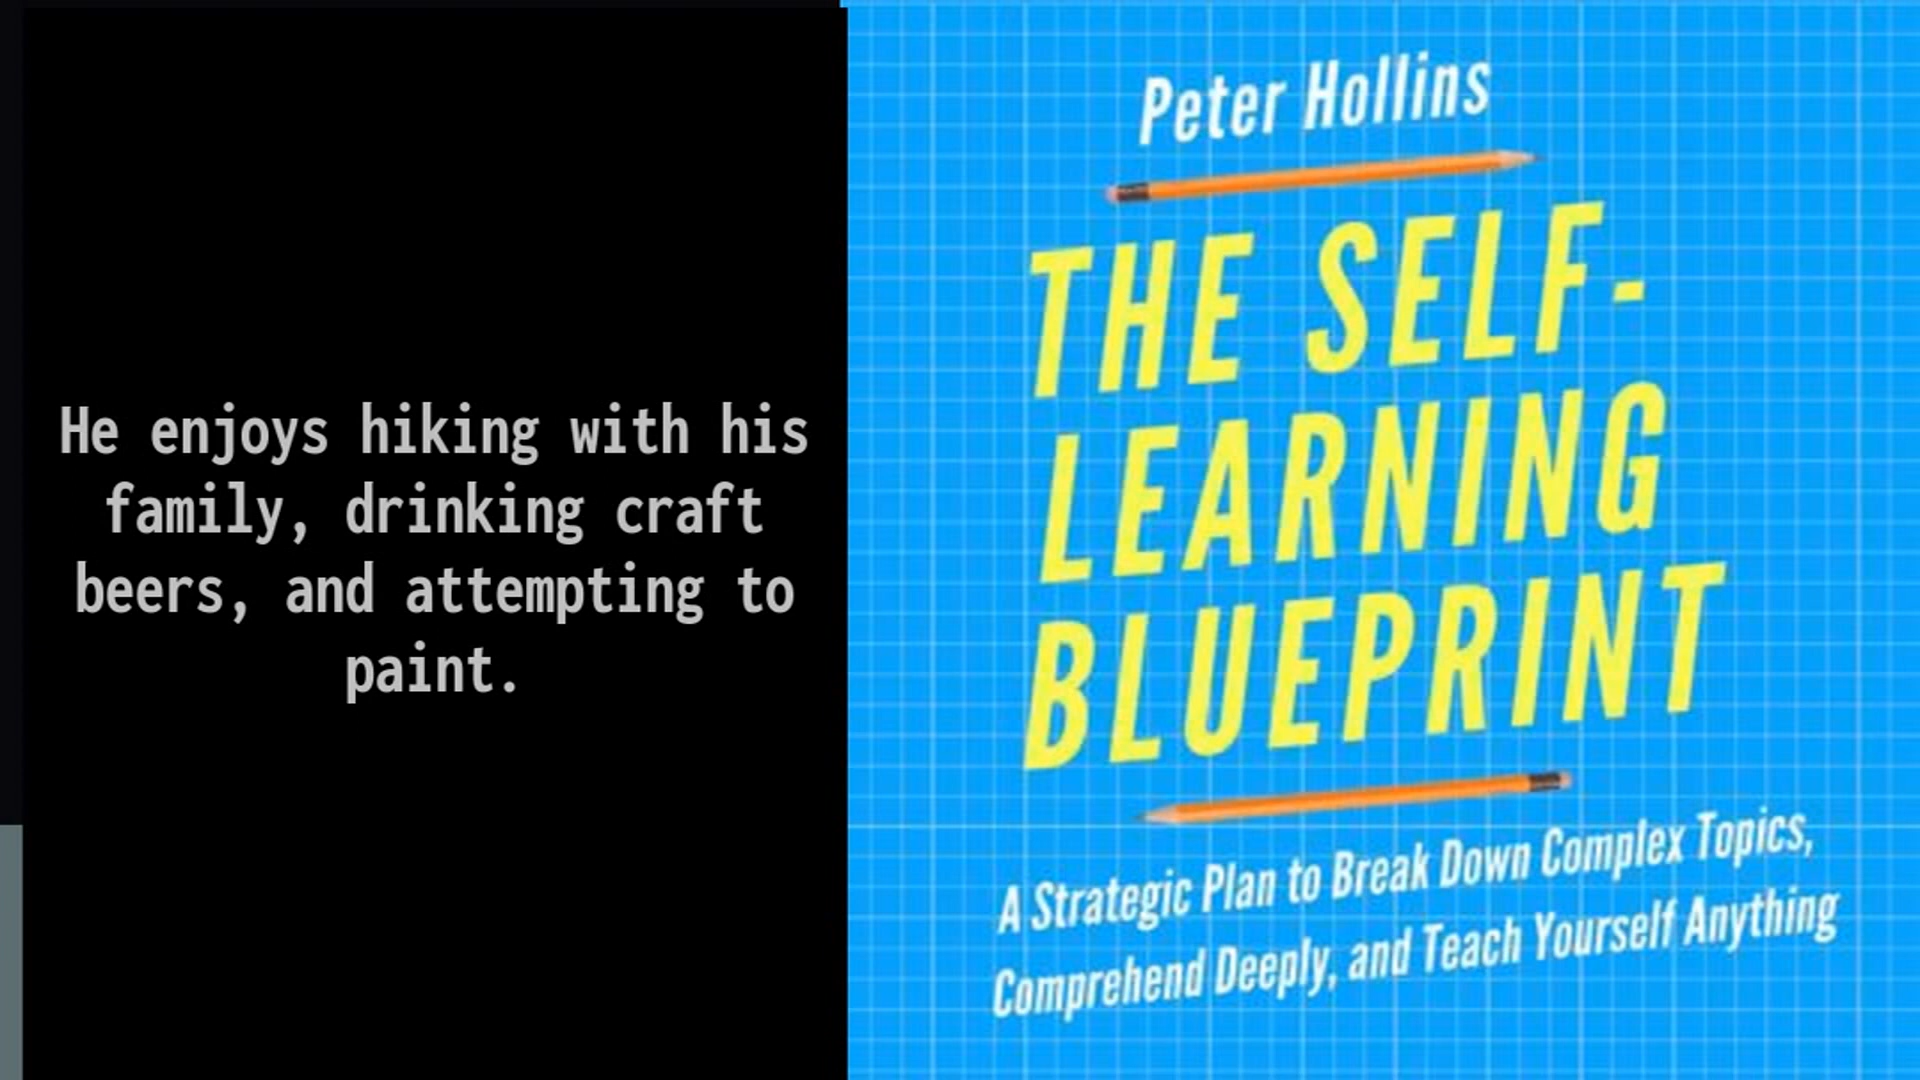 He enjoys hiking with his
family, drinking craft
beers, and attempting to
paint.
Peter Hollins
THE SELF-
LEARNING
BLUEPRINT
A Strategic Plan to Break Down Complex Topics,
Comprehend Deeply, and Teach Yourself Anything